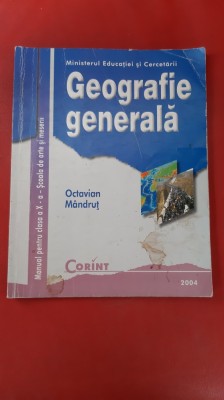 Ministerul Educației și Cercetării
Geografie
generală
Octavian
Mândruț
Manual pentru clasa a X - a - Școala de arte și meserii
CORINT
2004